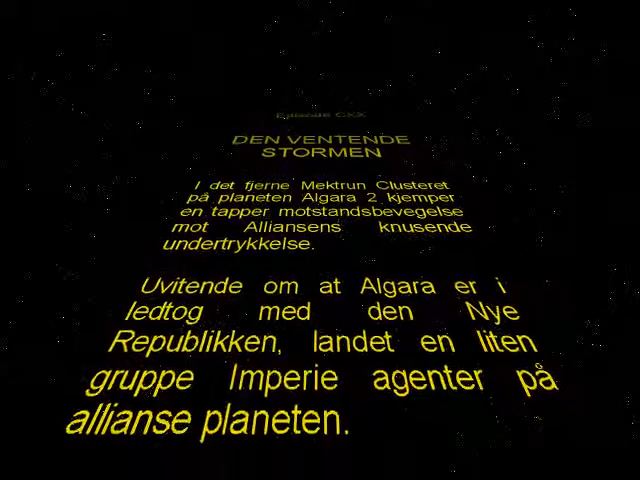 Episode CXX
DEN VENTENDE
STORMEN
I det fjerne Mektrun Clusteret
på planeten Algara 2 kjemper
en tapper motstandsbevegelse
mot Alliansens knusende
undertrykkelse.
Uvitende om at Algara er i
ledtog med den Nye
Republikken, landet en liten
gruppe Imperie agenter på
allianse planeten.